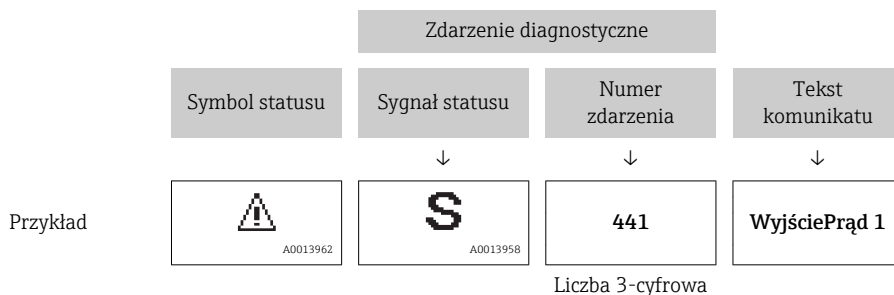 Zdarzenie diagnostyczne
Symbol statusu
Sygnał statusu
Numer
zdarzenia
Tekst
komunikatu
↓ ↓ ↓
Przykład
A0013962
S
A0013958
441
WyjściePrąd 1
Liczba 3-cyfrowa